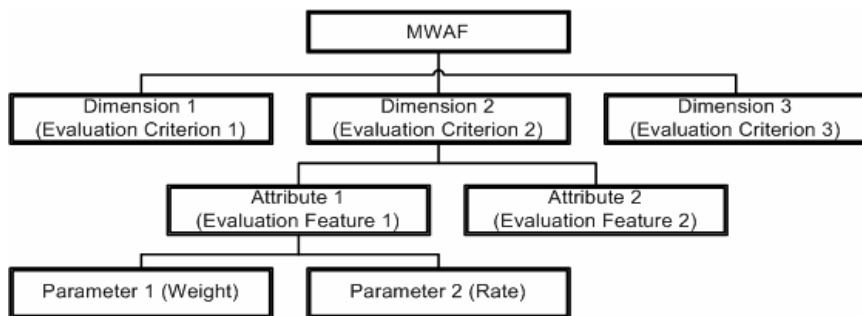 MWAF
Dimension 1
(Evaluation Criterion 1)
Dimension 2
(Evaluation Criterion 2)
Dimension 3
(Evaluation Criterion 3)
Attribute 1
(Evaluation Feature 1)
Attribute 2
(Evaluation Feature 2)
Parameter 1 (Weight)
Parameter 2 (Rate)